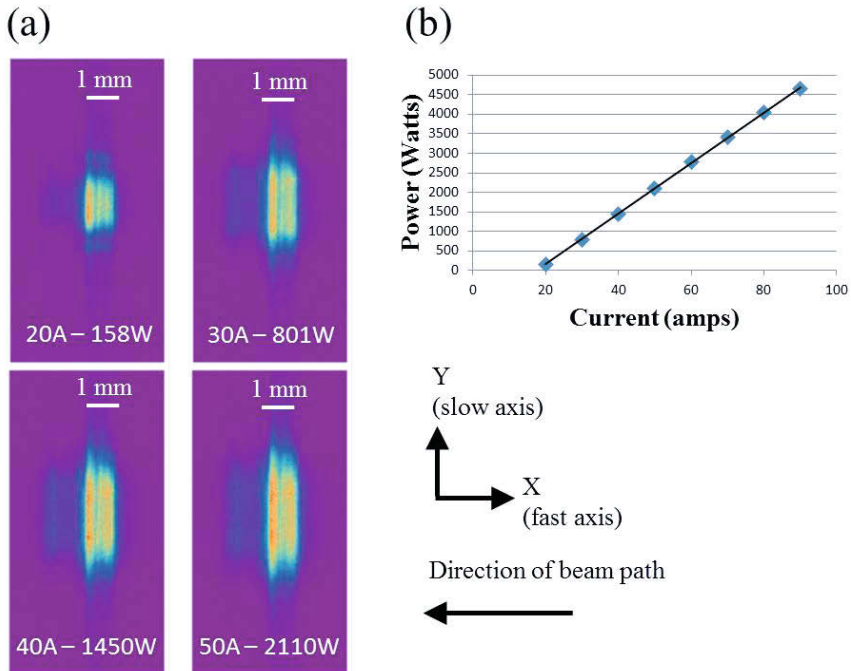 (a)
1 mm
1 mm
20A – 158W
30A – 801W
1 mm
1 mm
40A – 1450W
50A – 2110W
(b)
Power (Watts)
5000
4500
4000
3500
3000
2500
2000
1500
1000
500
0
0 20 40 60 80 100
Current (amps)
Y
(slow axis)
X
(fast axis)
Direction of beam path